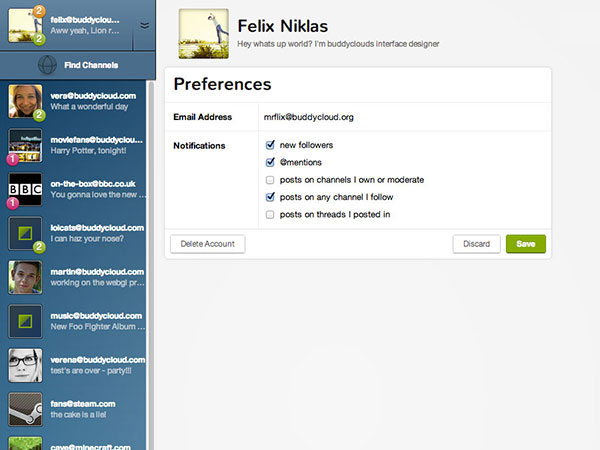 felix@buddyclou...
Aww yeah, Lion r...
2
2
Find Channels
vera@buddycloud.com
What a wonderful day
2
moviefans@buddyclou...
Harry Potter, tonight!
1
BBC
on-the-box@bbc.co.uk
You gonna love the new ...
1
lolcats@buddycloud.com
I can haz your nose?
2
martin@buddycloud.com
working on the webgl pr...
music@buddycloud.com
New Foo Fighter Album ...
verena@buddycloud.com
test's are over - party!!!
fans@steam.com
the cake is a lie!
cave@minecraft.com
Felix Niklas
Hey whats up world? I'm buddyclouds interface designer
Preferences
Email Address
mrflix@buddycloud.org
Notifications
new followers
@mentions
posts on channels I own or moderate
posts on any channel I follow
posts on threads I posted in
Delete Account
Discard
Save